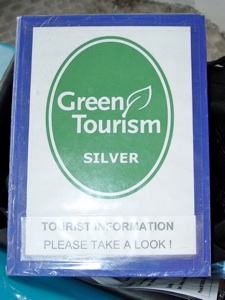 Green
Tourism
SILVER
TOURIST INFORMATION
PLEASE TAKE A LOOK !